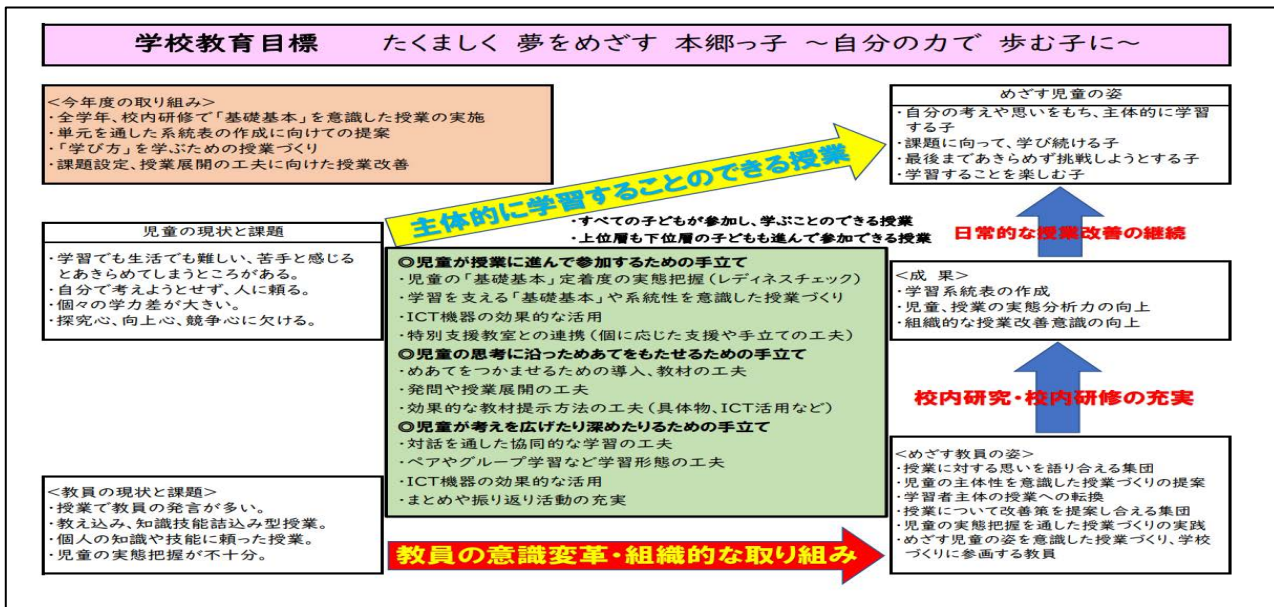 学校教育目標 たくましく 夢をめざす 本郷っ子 ～自分の力で 歩む子に～
＜今年度の取り組み＞
・全学年、校内研修で「基礎基本」を意識した授業の実施
・単元を通した系統表の作成に向けての提案
・「学び方」を学ぶための授業づくり
・課題設定、授業展開の工夫に向けた授業改善
めざす児童の姿
・自分の考えや思いをもち、主体的に学習
する子
・課題に向って、学び続ける子
・最後まであきらめず挑戦しようとする子
・学習することを楽しむ子
主体的に学習することのできる授業
・すべての子どもが参加し、学ぶことのできる授業
・上位層も下位層の子どもも進んで参加できる授業
日常的な授業改善の継続
児童の現状と課題
・学習でも生活でも難しい、苦手と感じる
とあきらめてしまうところがある。
・自分で考えようとせず、人に頼る。
・個々の学力差が大きい。
・探究心、向上心、競争心に欠ける。
◎児童が授業に進んで参加するための手立て
・児童の「基礎基本」定着度の実態把握（レディネスチェック）
・学習を支える「基礎基本」や系統性を意識した授業づくり
・ICT機器の効果的な活用
・特別支援教室との連携（個に応じた支援や手立ての工夫）
◎児童の思考に沿っためあてをもたせるための手立て
・めあてをつかませるための導入、教材の工夫
・発問や授業展開の工夫
・効果的な教材提示方法の工夫（具体物、ICT活用など）
◎児童が考えを広げたり深めたりるための手立て
・対話を通した協同的な学習の工夫
・ペアやグループ学習など学習形態の工夫
・ICT機器の効果的な活用
・まとめや振り返り活動の充実
＜成 果＞
・学習系統表の作成
・児童、授業の実態分析力の向上
・組織的な授業改善意識の向上
校内研究・校内研修の充実
＜教員の現状と課題＞
・授業で教員の発言が多い。
・教え込み、知識技能詰込み型授業。
・個人の知識や技能に頼った授業。
・児童の実態把握が不十分。
教員の意識変革・組織的な取り組み
＜めざす教員の姿＞
・授業に対する思いを語り合える集団
・児童の主体性を意識した授業づくりの提案
・学習者主体の授業への転換
・授業について改善策を提案し合える集団
・児童の実態把握を通した授業づくりの実践
・めざす児童の姿を意識した授業づくり、学校
づくりに参画する教員